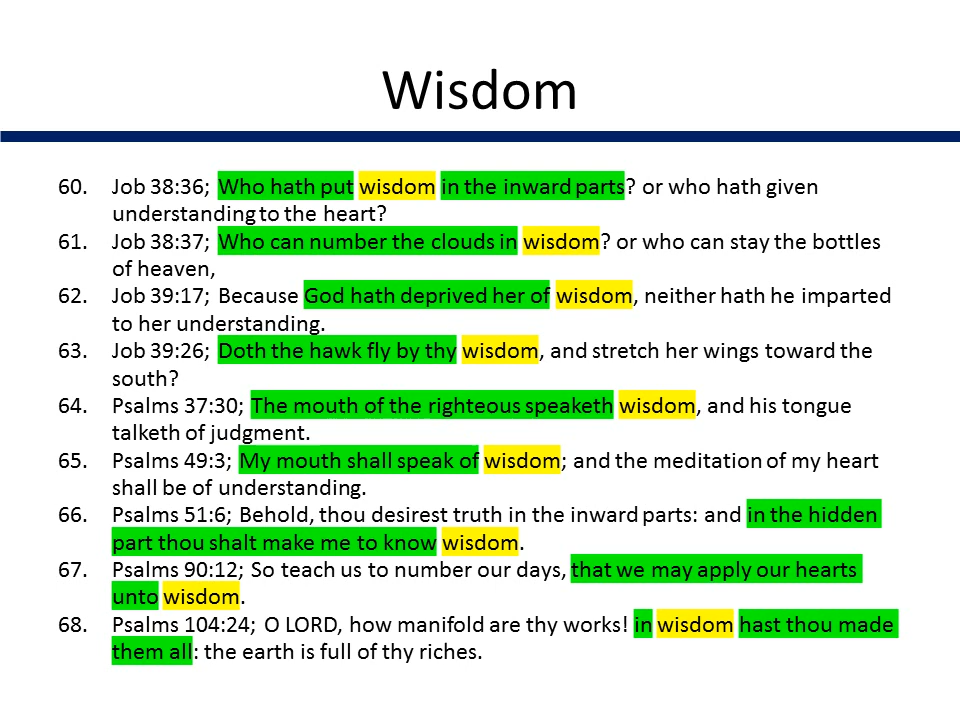 Wisdom
60. Job 38:36; Who hath put wisdom in the inward parts? or who hath given
understanding to the heart?
61. Job 38:37; Who can number the clouds in wisdom? or who can stay the bottles
of heaven,
62. Job 39:17; Because God hath deprived her of wisdom, neither hath he imparted
to her understanding.
63. Job 39:26; Doth the hawk fly by thy wisdom, and stretch her wings toward the
south?
64. Psalms 37:30; The mouth of the righteous speaketh wisdom, and his tongue
talketh of judgment.
65. Psalms 49:3; My mouth shall speak of wisdom; and the meditation of my heart
shall be of understanding.
66. Psalms 51:6; Behold, thou desirest truth in the inward parts: and in the hidden
part thou shalt make me to know wisdom.
67. Psalms 90:12; So teach us to number our days, that we may apply our hearts
unto wisdom.
68. Psalms 104:24; O LORD, how manifold are thy works! in wisdom hast thou made
them all: the earth is full of thy riches.